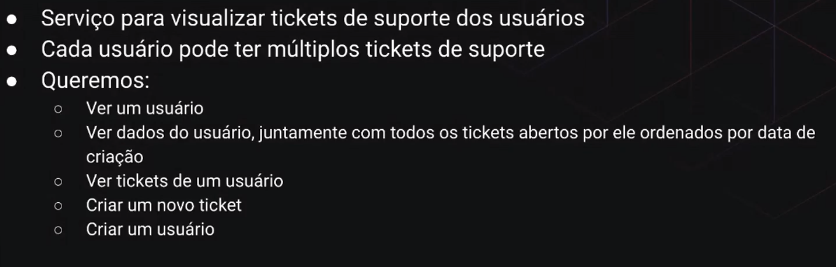 ● Serviço para visualizar tickets de suporte dos usuários
● Cada usuário pode ter múltiplos tickets de suporte
● Queremos:
○ Ver um usuário
○ Ver dados do usuário, juntamente com todos os tickets abertos por ele ordenados por data de
criação
○ Ver tickets de um usuário
○ Criar um novo ticket
○ Criar um usuário